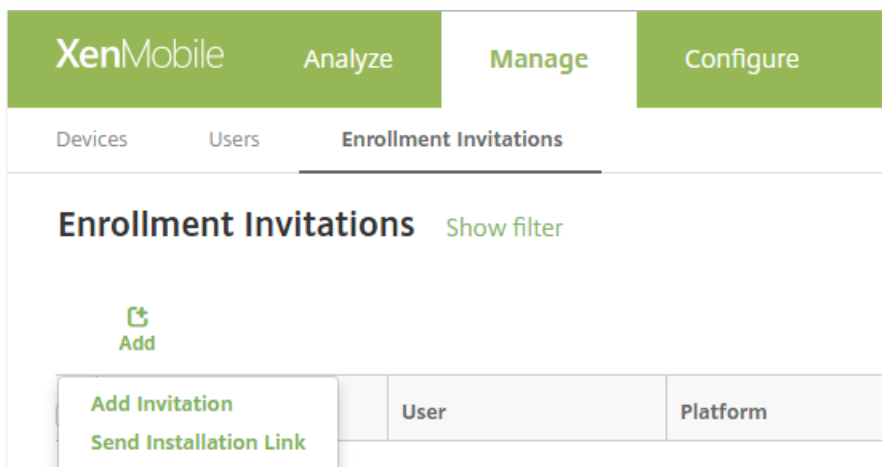 XenMobile Analyze Manage Configure
Devices Users Enrollment Invitations
Enrollment Invitations Show filter
Add
Add Invitation
User Platform
Send Installation Link